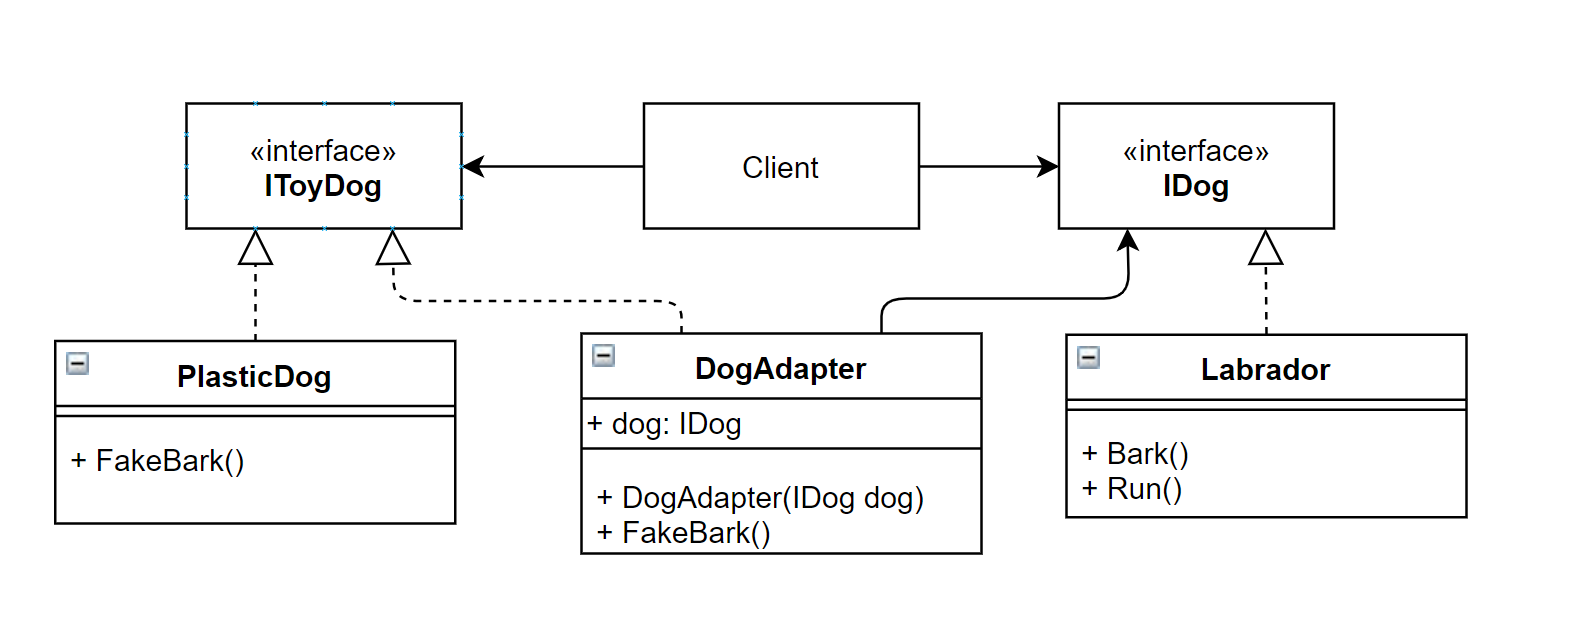 «interface»
IToyDog
Client
«interface»
IDog
PlasticDog
+ FakeBark()
DogAdapter
+ dog: IDog
+ DogAdapter(IDog dog)
+ FakeBark()
Labrador
+ Bark()
+ Run()